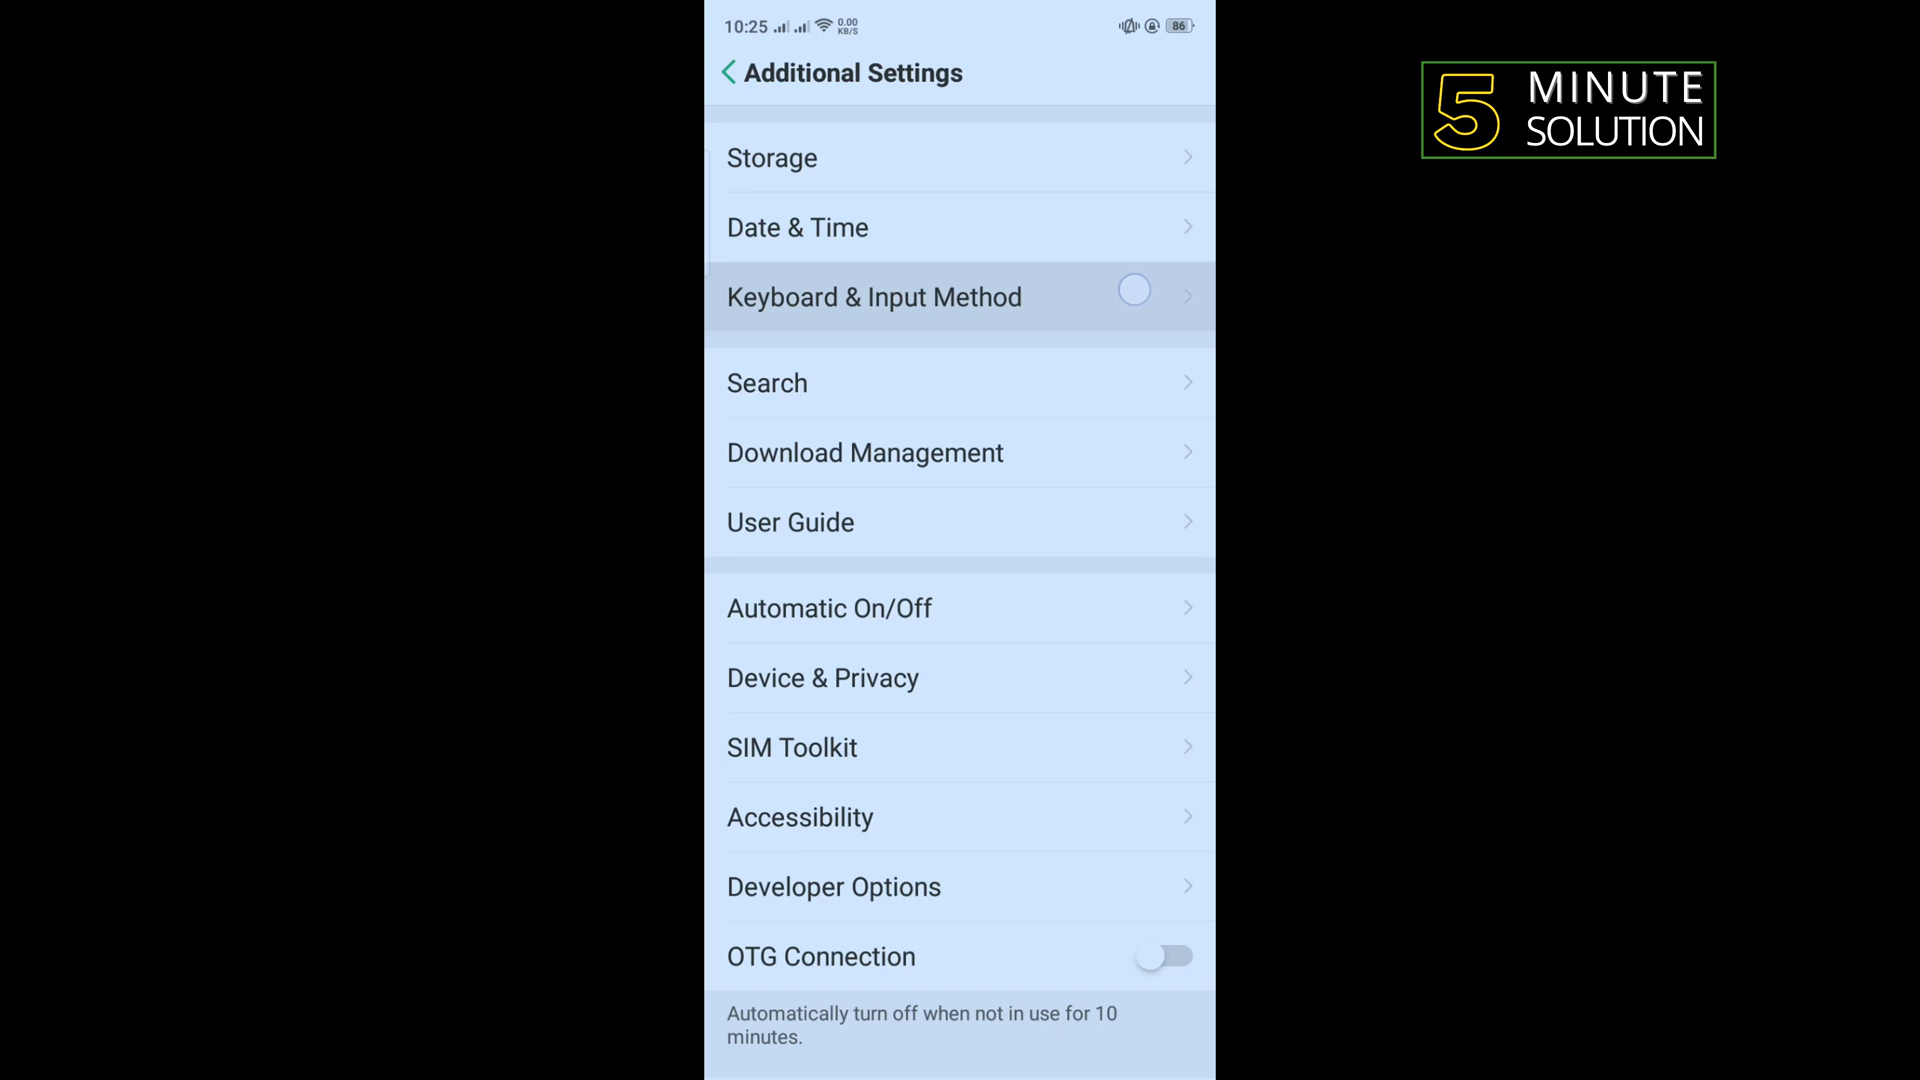 10:25 0.00 KB/S 86
Additional Settings
5 MINUTE SOLUTION
Storage
Date & Time
Keyboard & Input Method
Search
Download Management
User Guide
Automatic On/Off
Device & Privacy
SIM Toolkit
Accessibility
Developer Options
OTG Connection
Automatically turn off when not in use for 10
minutes.